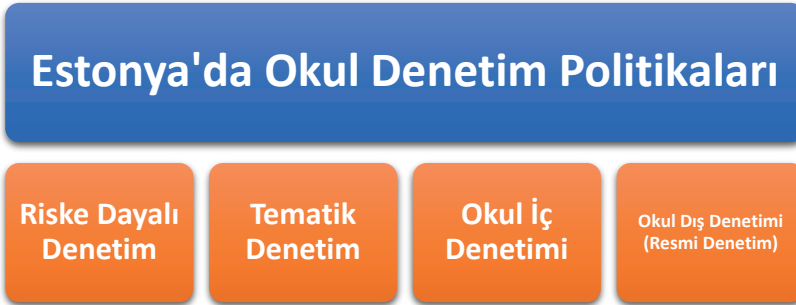 Estonya'da Okul Denetim Politikaları
Riske Dayalı
Denetim
Tematik
Denetim
Okul İç
Denetimi
Okul Dış Denetimi
(Resmi Denetim)